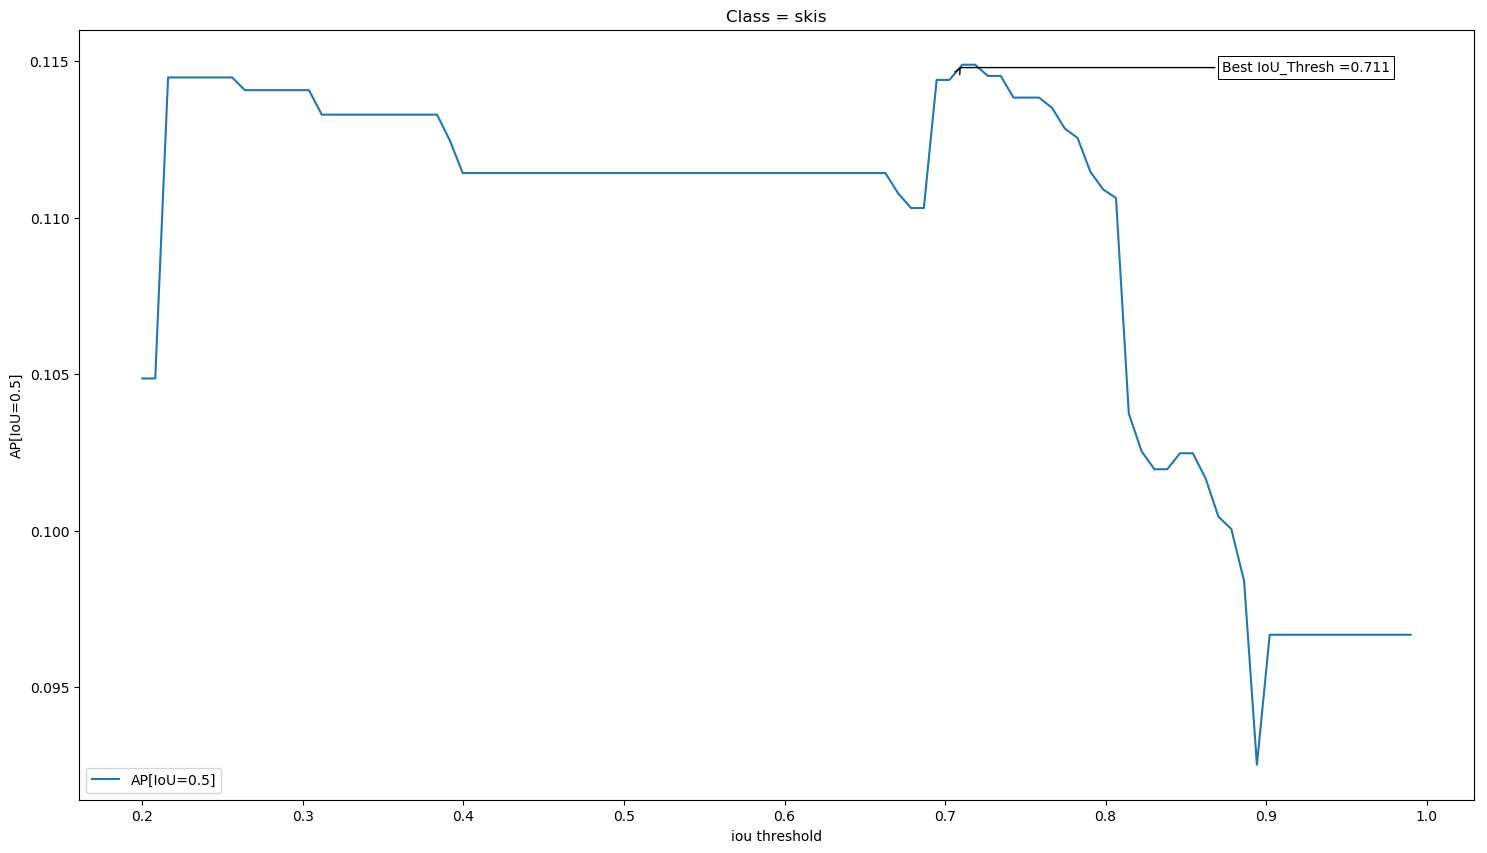 Class = skis
0.115
0.110
0.105
0.100
0.095
AP[IoU=0.5]
Best IoU_Thresh =0.711
AP[IoU=0.5]
0.2 0.3 0.4 0.5 0.6 0.7 0.8 0.9 1.0
iou threshold